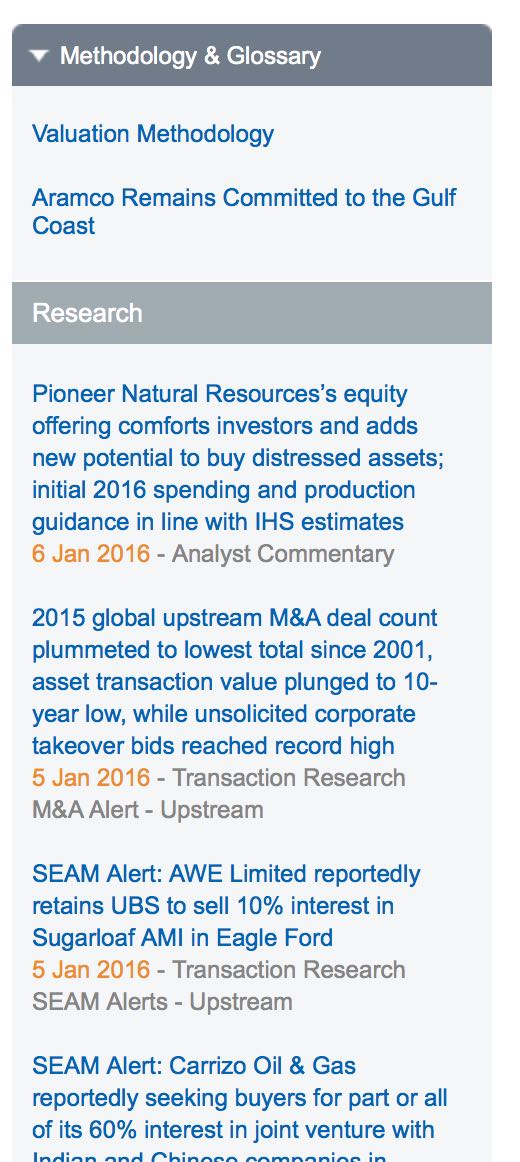 Methodology & Glossary
Valuation Methodology
Aramco Remains Committed to the Gulf
Coast
Research
Pioneer Natural Resources’s equity
offering comforts investors and adds
new potential to buy distressed assets;
initial 2016 spending and production
guidance in line with IHS estimates
6 Jan 2016 - Analyst Commentary
2015 global upstream M&A deal count
plummeted to lowest total since 2001,
asset transaction value plunged to 10-
year low, while unsolicited corporate
takeover bids reached record high
5 Jan 2016 - Transaction Research
M&A Alert - Upstream
SEAM Alert: AWE Limited reportedly
retains UBS to sell 10% interest in
Sugarloaf AMI in Eagle Ford
5 Jan 2016 - Transaction Research
SEAM Alerts - Upstream
SEAM Alert: Carrizo Oil & Gas
reportedly seeking buyers for part or all
of its 60% interest in joint venture with
Indian and Chinese companies in